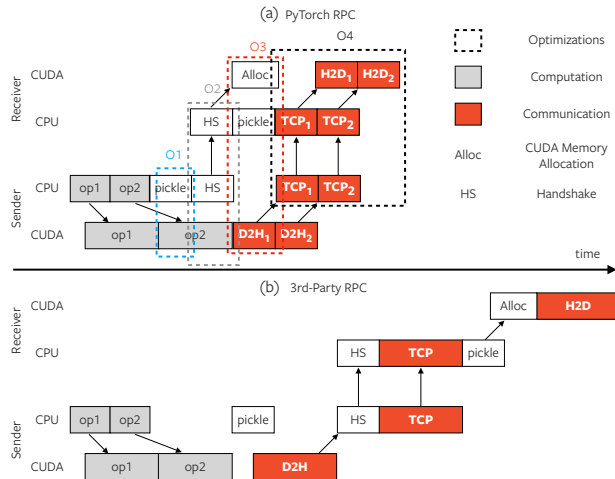 (a) PyTorch RPC
O4
O3
Receiver
CUDA
Alloc
H2D1 H2D2
Optimizations
O2
Computation
CPU
HS pickle TCP1 TCP2
Communication
O1
Alloc
CUDA Memory
Allocation
Sender
CPU
op1 op2 pickle HS
TCP1 TCP2
HS
Handshake
CUDA
op1 op2 D2H1 D2H2
time
(b) 3rd-Party RPC
Receiver
CUDA
Alloc H2D
CPU
HS TCP pickle
Sender
CPU
op1 op2 pickle HS TCP
CUDA
op1 op2 D2H